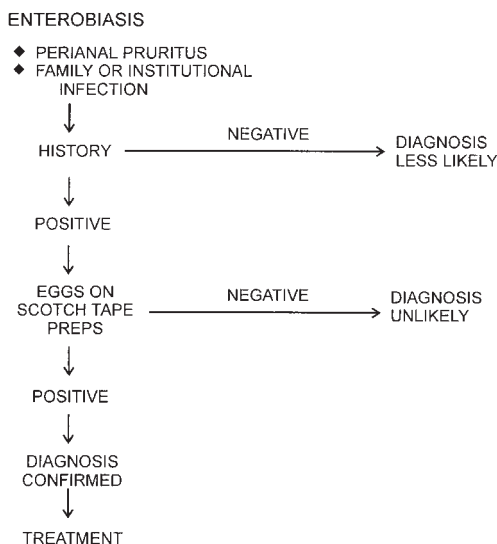 ENTEROBIASIS
◆ PERIANAL PRURITUS
◆ FAMILY OR INSTITUTIONAL
INFECTION
HISTORY
NEGATIVE
DIAGNOSIS
LESS LIKELY
POSITIVE
EGGS ON
SCOTCH TAPE
PREPS
NEGATIVE
DIAGNOSIS
UNLIKELY
POSITIVE
DIAGNOSIS
CONFIRMED
TREATMENT